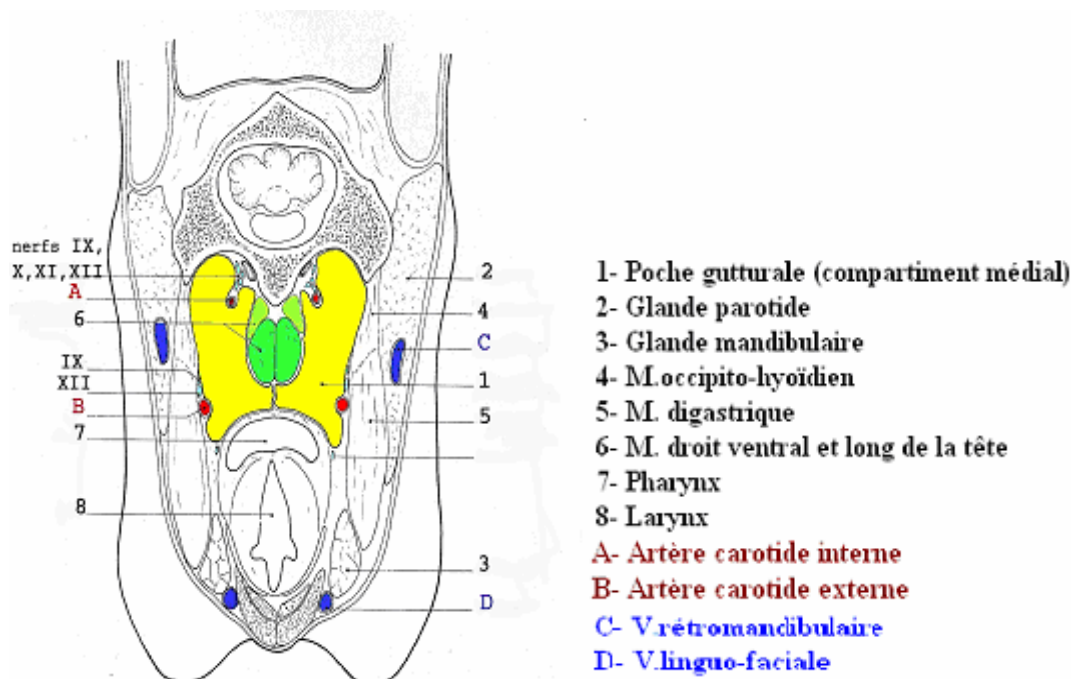 nerfs IX,
X,XI,XII
A
6
IX
XII
B
7
8
2
4
C
1
5
3
D
1- Poche gutturale (compartiment médial)
2- Glande parotide
3- Glande mandibulaire
4- M.occipito-hyoïdien
5- M. digastrique
6- M. droit ventral et long de la tête
7- Pharynx
8- Larynx
A- Artère carotide interne
B- Artère carotide externe
C- V.rétromandibulaire
D- V.linguo-faciale